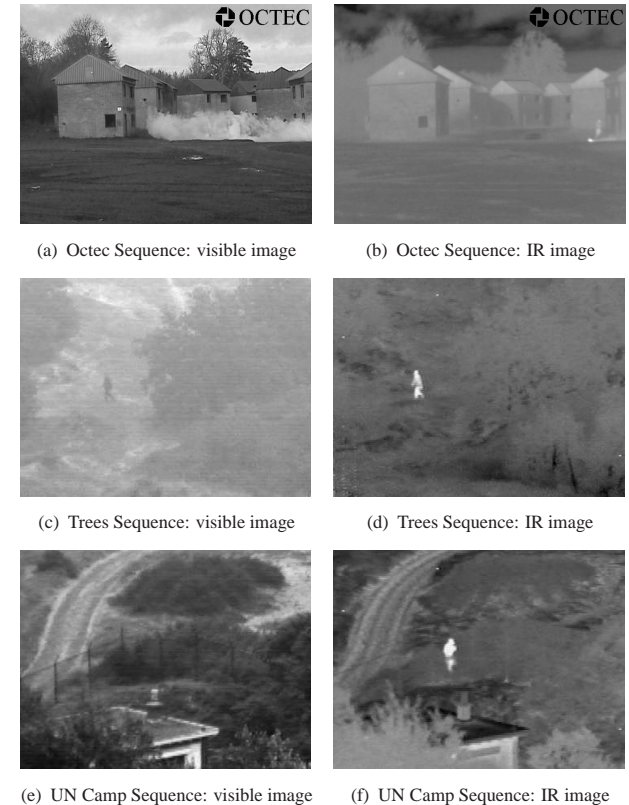 OCTEC
OCTEC
(a) Octec Sequence: visible image
(b) Octec Sequence: IR image
(c) Trees Sequence: visible image
(d) Trees Sequence: IR image
(e) UN Camp Sequence: visible image
(f) UN Camp Sequence: IR image